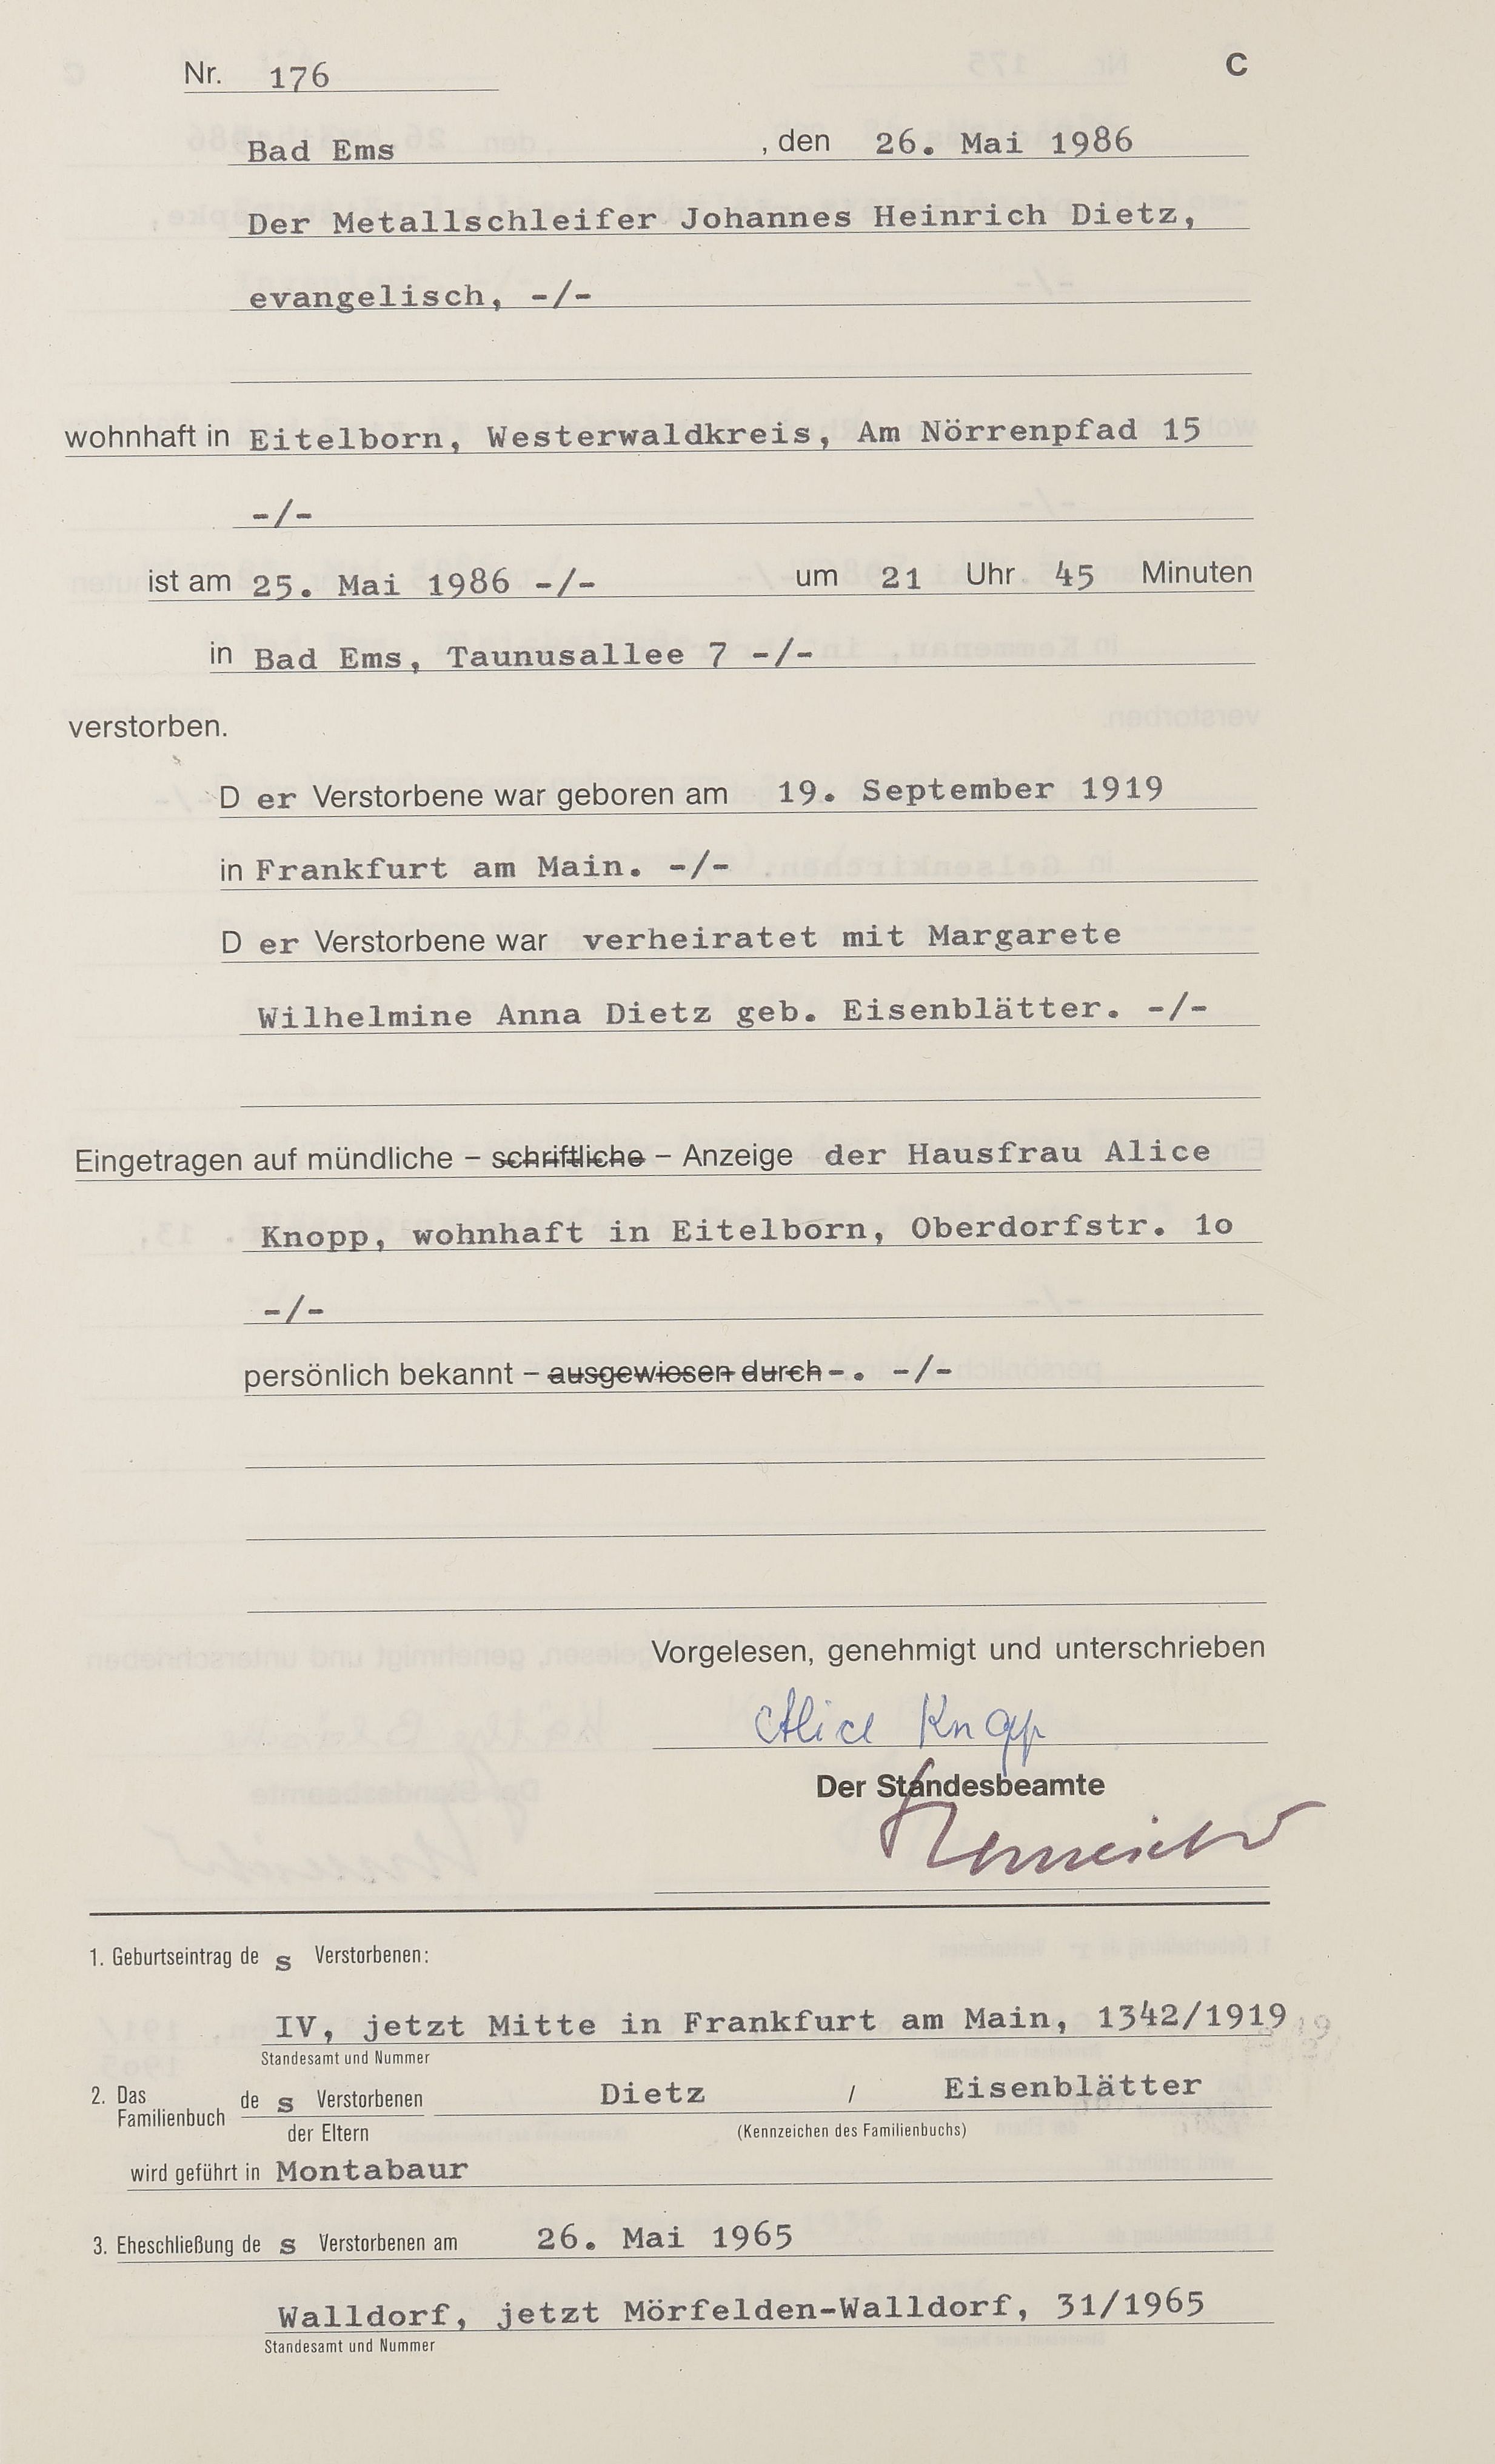 Nr. 176
C
Bad Ems , den 26. Mai 1986
Der Metallschleifer Johannes Heinrich Dietz,
evangelisch, -/-
wohnhaft in Eitelborn, Westerwaldkreis, Am Nörrenpfad 15
-/-
ist am 25. Mai 1986 -/- um 21 Uhr 45 Minuten
in Bad Ems, Taunusallee 7 -/-
verstorben.
D er Verstorbene war geboren am 19. September 1919
in Frankfurt am Main. -/-
D er Verstorbene war verheiratet mit Margarete
Wilhelmine Anna Dietz geb. Eisenblätter. -/-
Eingetragen auf mündliche – schriftliche – Anzeige der Hausfrau Alice
Knopp, wohnhaft in Eitelborn, Oberdorfstr. 1o
-/-
persönlich bekannt – ausgewiesen durch -. -/-
Vorgelesen, genehmigt und unterschrieben
Alice Knopp
Der Standesbeamte
1. Geburtseintrag de s Verstorbenen:
IV, jetzt Mitte in Frankfurt am Main, 1342/1919
Standesamt und Nummer
2. Das Familienbuch de s Verstorbenen Dietz / Eisenblätter
der Eltern (Kennzeichen des Familienbuchs)
wird geführt in Montabaur
3. Eheschließung de s Verstorbenen am 26. Mai 1965
Walldorf, jetzt Mörfelden-Walldorf, 31/1965
Standesamt und Nummer